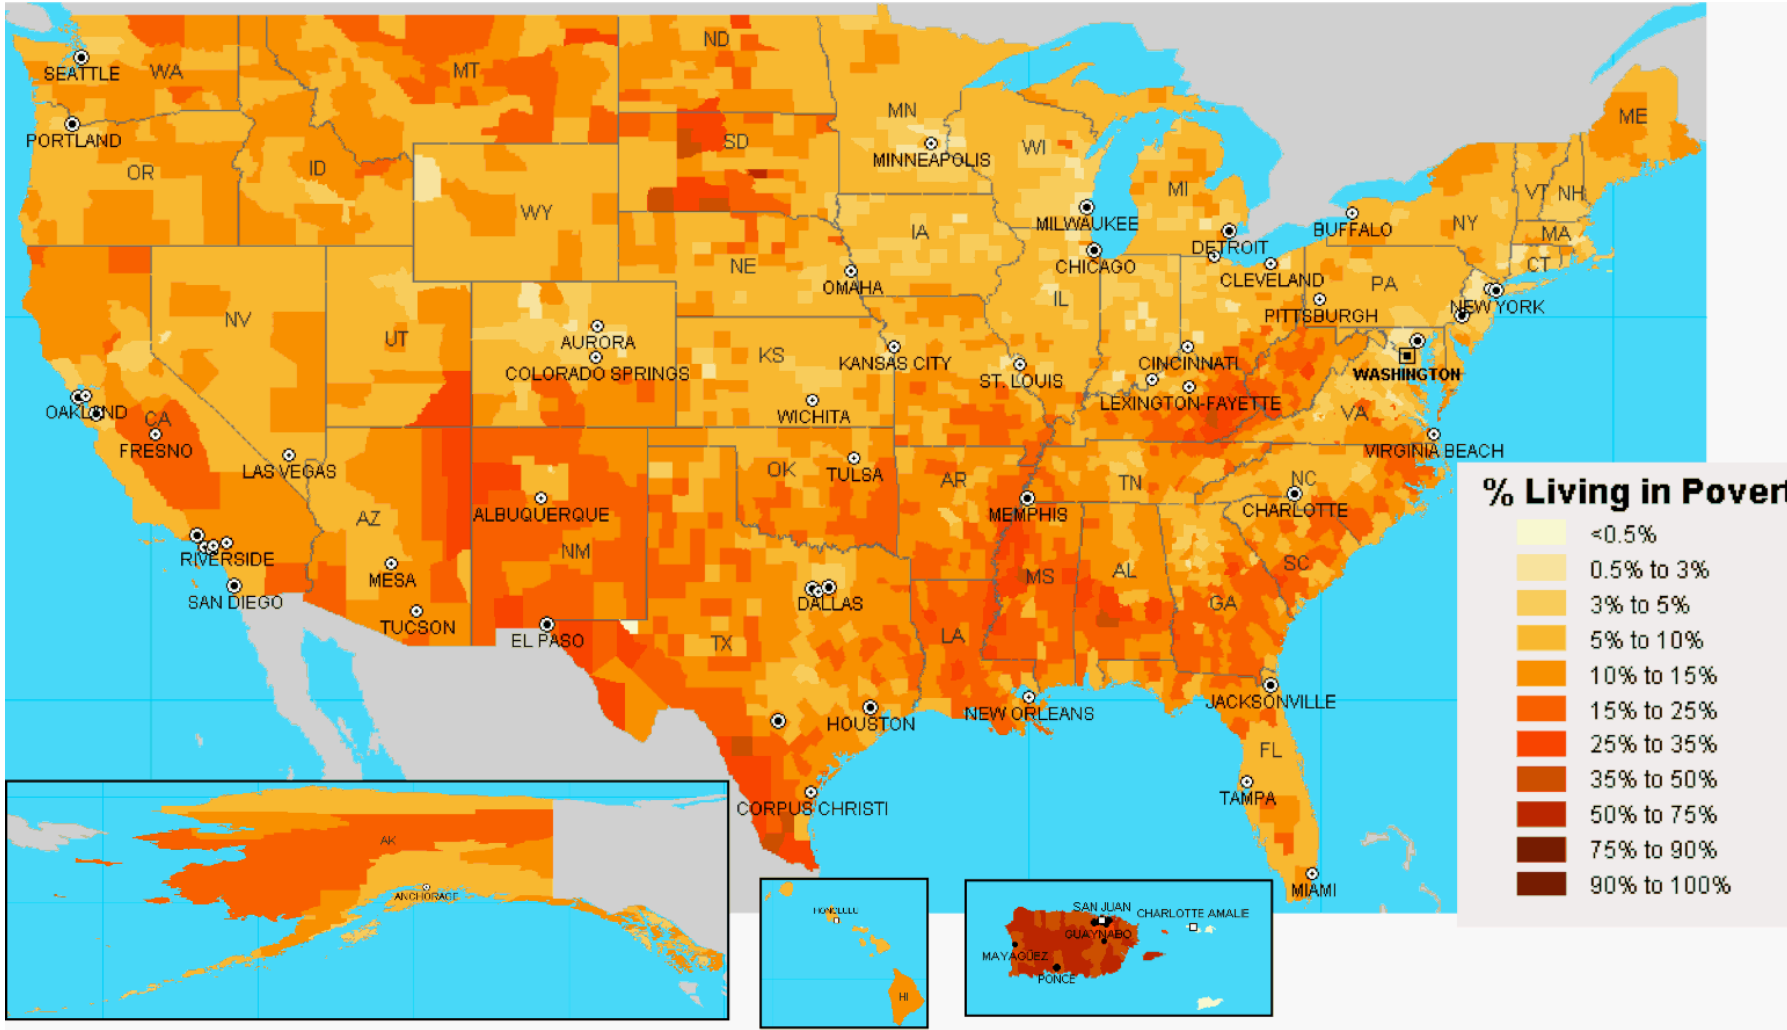 SEATTLE
WA
MT
ND
MN
ME
PORTLAND
OR
ID
SD
MINNEAPOLIS
WI
MI
VT
NH
WY
IA
MILWAUKEE
DETROIT
BUFFALO
NY
MA
NE
OMAHA
CHICAGO
CLEVELAND
PA
CT
NV
UT
IL
PITTSBURGH
NEW YORK
AURORA
COLORADO SPRINGS
KS
KANSAS CITY
ST. LOUIS
CINCINNATI
WASHINGTON
OAKLAND
CA
FRESNO
LAS VEGAS
WICHITA
LEXINGTON-FAYETTE
VA
VIRGINIA BEACH
OK
TULSA
AR
TN
NC
CHARLOTTE
AZ
ALBUQUERQUE
NM
MEMPHIS
RIVERSIDE
SAN DIEGO
MESA
TUCSON
EL PASO
DALLAS
TX
MS
AL
GA
SC
LA
HOUSTON
NEW ORLEANS
JACKSONVILLE
FL
TAMPA
CORPUS CHRISTI
MIAMI
% Living in Povert
<0.5%
0.5% to 3%
3% to 5%
5% to 10%
10% to 15%
15% to 25%
25% to 35%
35% to 50%
50% to 75%
75% to 90%
90% to 100%
AK
ANCHORAGE
HONOLULU
HI
SAN JUAN
CHARLOTTE AMALIE
GUAYNABO
MAYAGÜEZ
PONCE